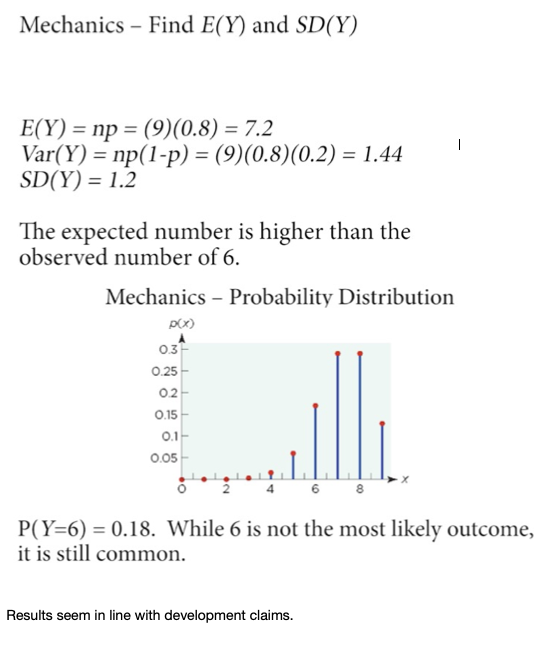 Mechanics – Find E(Y) and SD(Y)
E(Y) = np = (9)(0.8) = 7.2
Var(Y) = np(1-p) = (9)(0.8)(0.2) = 1.44
SD(Y) = 1.2
The expected number is higher than the
observed number of 6.
Mechanics – Probability Distribution
p(x)
0.3
0.25
0.2
0.15
0.1
0.05
0 2 4 6 8 x
P(Y=6) = 0.18. While 6 is not the most likely outcome,
it is still common.
Results seem in line with development claims.